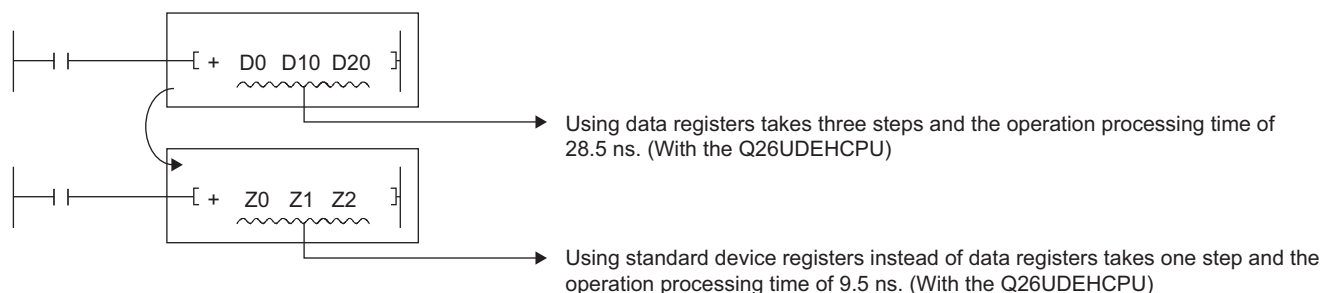 [ + D0 D10 D20 ]
Using data registers takes three steps and the operation processing time of
28.5 ns. (With the Q26UDEHCPU)
[ + Z0 Z1 Z2 ]
Using standard device registers instead of data registers takes one step and the
operation processing time of 9.5 ns. (With the Q26UDEHCPU)